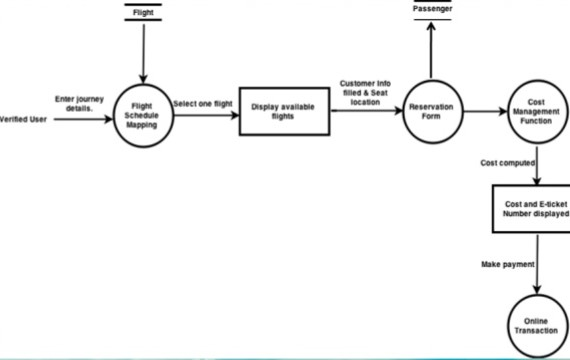 Flight
Passenger
Enter journey
details.
Verified User
Flight
Schedule
Mapping
Select one flight
Display available
flights
Customer Info
filled & Seat
location
Reservation
Form
Cost
Management
Function
Cost computed
Cost and E-ticket
Number displayed
Make payment
Online
Transaction